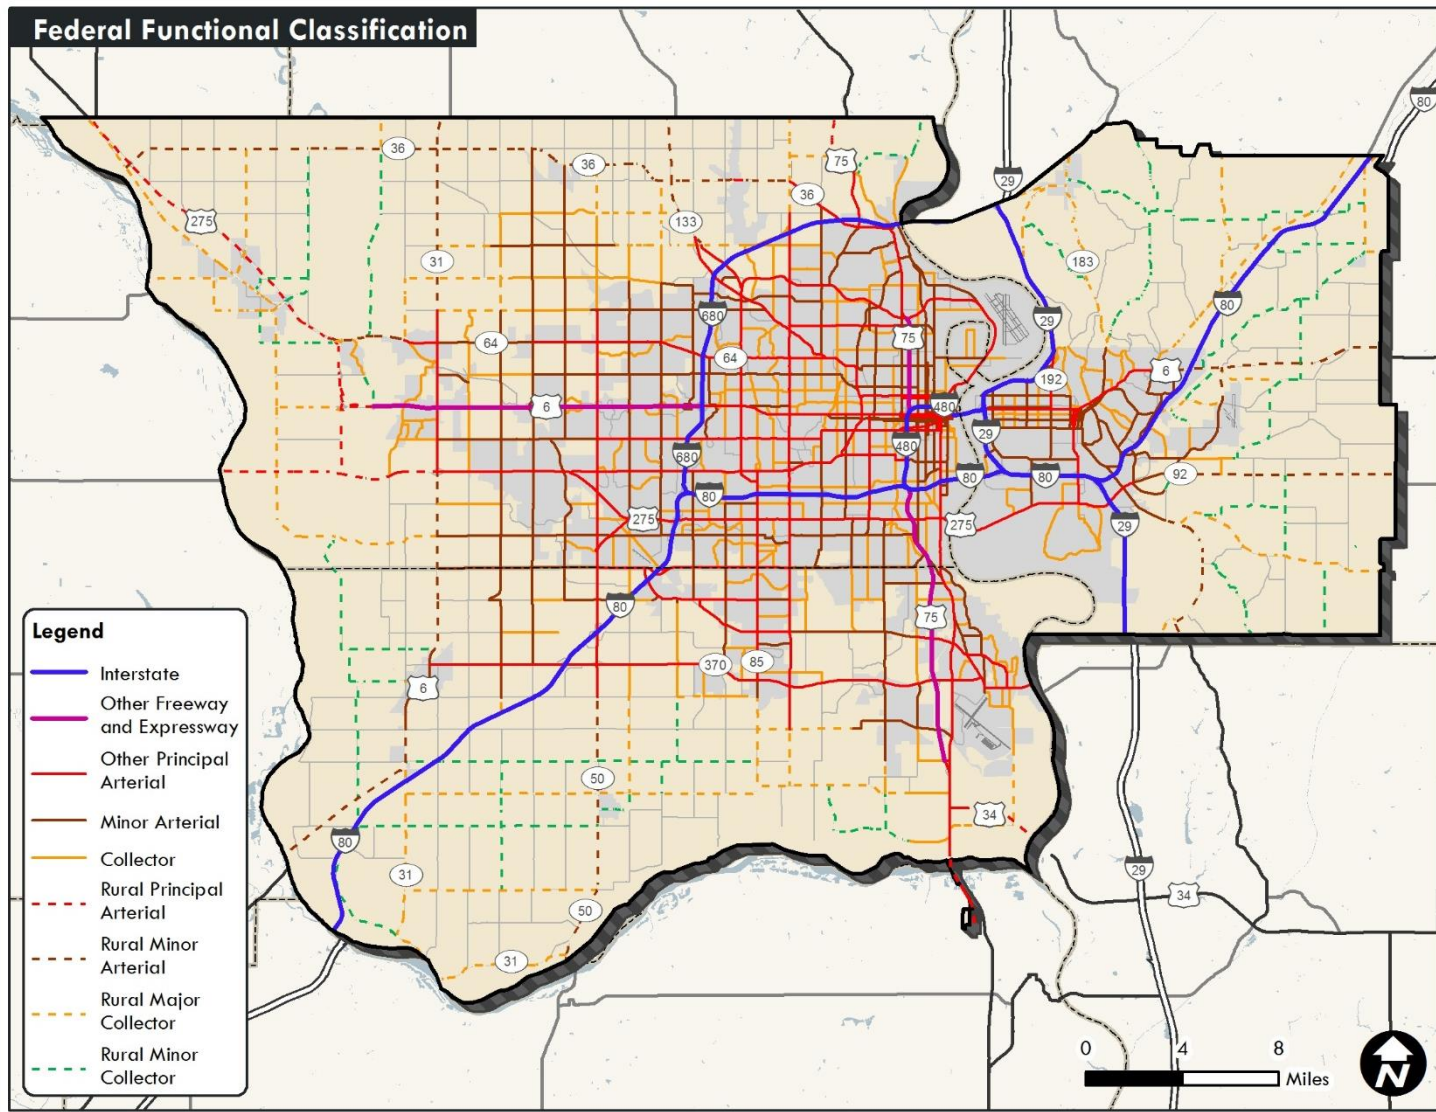 Federal Functional Classification
80
29
36
36
75
36
275
133
31
183
80
680
29
75
64
64
6
192
6
480
29
480
680
80
80
80
92
275
275
29
80
75
370
85
6
50
34
80
31
50
31
29
34
Legend
Interstate
Other Freeway
and Expressway
Other Principal
Arterial
Minor Arterial
Collector
Rural Principal
Arterial
Rural Minor
Arterial
Rural Major
Collector
Rural Minor
Collector
0 4 8
Miles
N